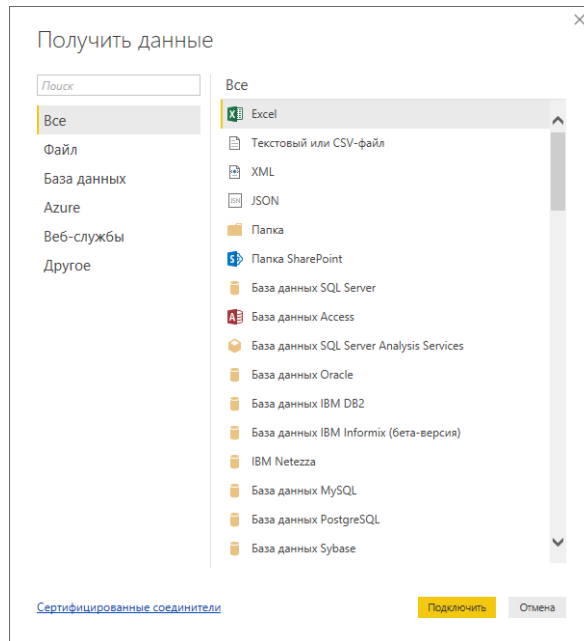 Получить данные
Поиск
Все
Файл
База данных
Azure
Веб-службы
Другое
Все
Excel
Текстовый или CSV-файл
XML
JSON
Папка
Папка SharePoint
База данных SQL Server
База данных Access
База данных SQL Server Analysis Services
База данных Oracle
База данных IBM DB2
База данных IBM Informix (бета-версия)
IBM Netezza
База данных MySQL
База данных PostgreSQL
База данных Sybase
Сертифицированные соединители
Подключить
Отмена